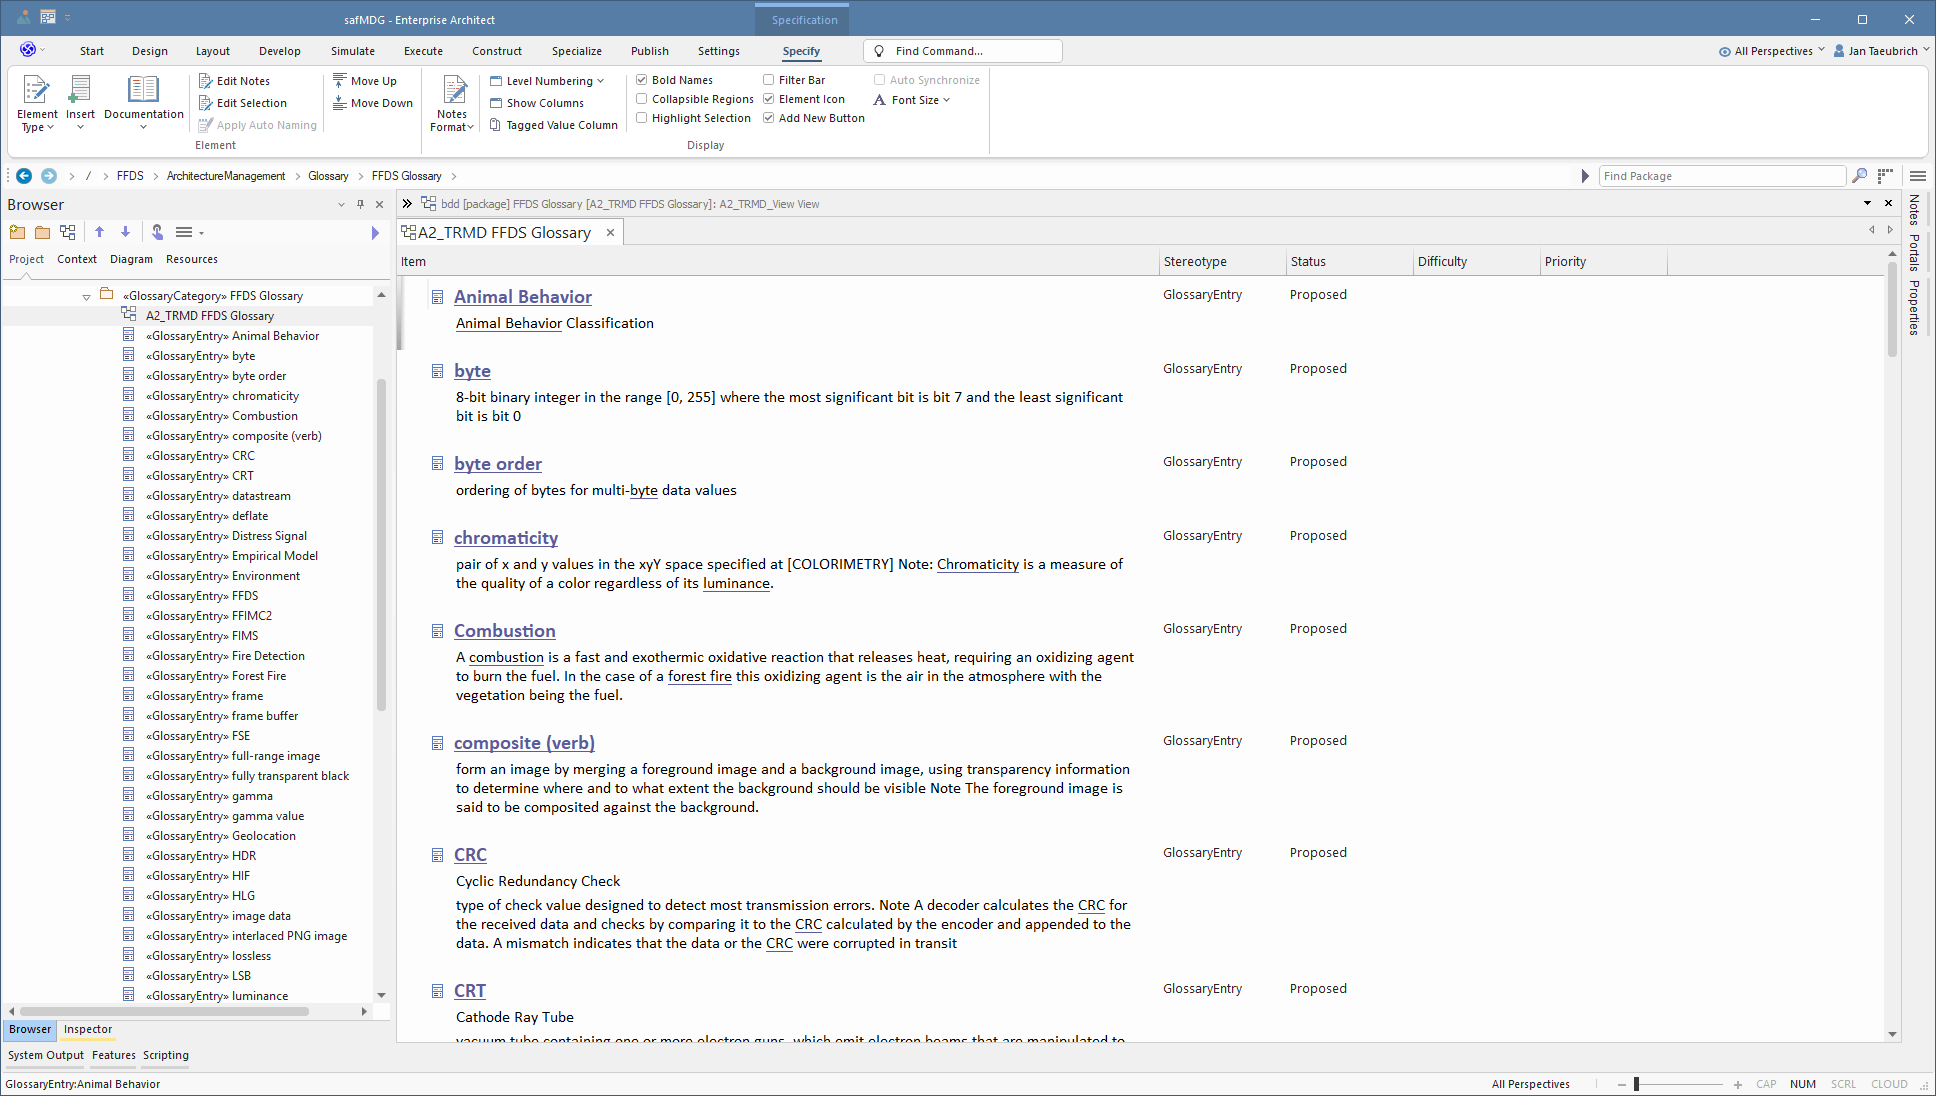 safMDG - Enterprise Architect
Specification
Start
Design
Layout
Develop
Simulate
Execute
Construct
Specialize
Publish
Settings
Specify
Find Command...
All Perspectives
Jan Taeubrich
Element
Type
Insert
Documentation
Edit Notes
Edit Selection
Apply Auto Naming
Move Up
Move Down
Element
Notes
Format
Level Numbering
Show Columns
Tagged Value Column
Bold Names
Collapsible Regions
Highlight Selection
Filter Bar
Element Icon
Add New Button
Auto Synchronize
Font Size
Display
/ FFDS ArchitectureManagement Glossary FFDS Glossary
Find Package
Browser
Project
Context
Diagram
Resources
«GlossaryCategory» FFDS Glossary
A2_TRMD FFDS Glossary
«GlossaryEntry» Animal Behavior
«GlossaryEntry» byte
«GlossaryEntry» byte order
«GlossaryEntry» chromaticity
«GlossaryEntry» Combustion
«GlossaryEntry» composite (verb)
«GlossaryEntry» CRC
«GlossaryEntry» CRT
«GlossaryEntry» datastream
«GlossaryEntry» deflate
«GlossaryEntry» Distress Signal
«GlossaryEntry» Empirical Model
«GlossaryEntry» Environment
«GlossaryEntry» FFDS
«GlossaryEntry» FFIMC2
«GlossaryEntry» FIMS
«GlossaryEntry» Fire Detection
«GlossaryEntry» Forest Fire
«GlossaryEntry» frame
«GlossaryEntry» frame buffer
«GlossaryEntry» FSE
«GlossaryEntry» full-range image
«GlossaryEntry» fully transparent black
«GlossaryEntry» gamma
«GlossaryEntry» gamma value
«GlossaryEntry» Geolocation
«GlossaryEntry» HDR
«GlossaryEntry» HIF
«GlossaryEntry» HLG
«GlossaryEntry» image data
«GlossaryEntry» interlaced PNG image
«GlossaryEntry» lossless
«GlossaryEntry» LSB
«GlossaryEntry» luminance
Browser
Inspector
System Output
Features
Scripting
bdd [package] FFDS Glossary [A2_TRMD FFDS Glossary]: A2_TRMD_View View
A2_TRMD FFDS Glossary
Item Stereotype Status Difficulty Priority
Animal Behavior GlossaryEntry Proposed
Animal Behavior Classification
byte GlossaryEntry Proposed
8-bit binary integer in the range [0, 255] where the most significant bit is bit 7 and the least significant
bit is bit 0
byte order GlossaryEntry Proposed
ordering of bytes for multi-byte data values
chromaticity GlossaryEntry Proposed
pair of x and y values in the xyY space specified at [COLORIMETRY] Note: Chromaticity is a measure of
the quality of a color regardless of its luminance.
Combustion GlossaryEntry Proposed
A combustion is a fast and exothermic oxidative reaction that releases heat, requiring an oxidizing agent
to burn the fuel. In the case of a forest fire this oxidizing agent is the air in the atmosphere with the
vegetation being the fuel.
composite (verb) GlossaryEntry Proposed
form an image by merging a foreground image and a background image, using transparency information
to determine where and to what extent the background should be visible Note The foreground image is
said to be composited against the background.
CRC GlossaryEntry Proposed
Cyclic Redundancy Check
type of check value designed to detect most transmission errors. Note A decoder calculates the CRC for
the received data and checks by comparing it to the CRC calculated by the encoder and appended to the
data. A mismatch indicates that the data or the CRC were corrupted in transit
CRT GlossaryEntry Proposed
Cathode Ray Tube
vacuum tube containing one or more electron guns, which emit electron beams that are manipulated to
Notes
Portals
Properties
GlossaryEntry:Animal Behavior
All Perspectives
CAP
NUM
SCRL
CLOUD